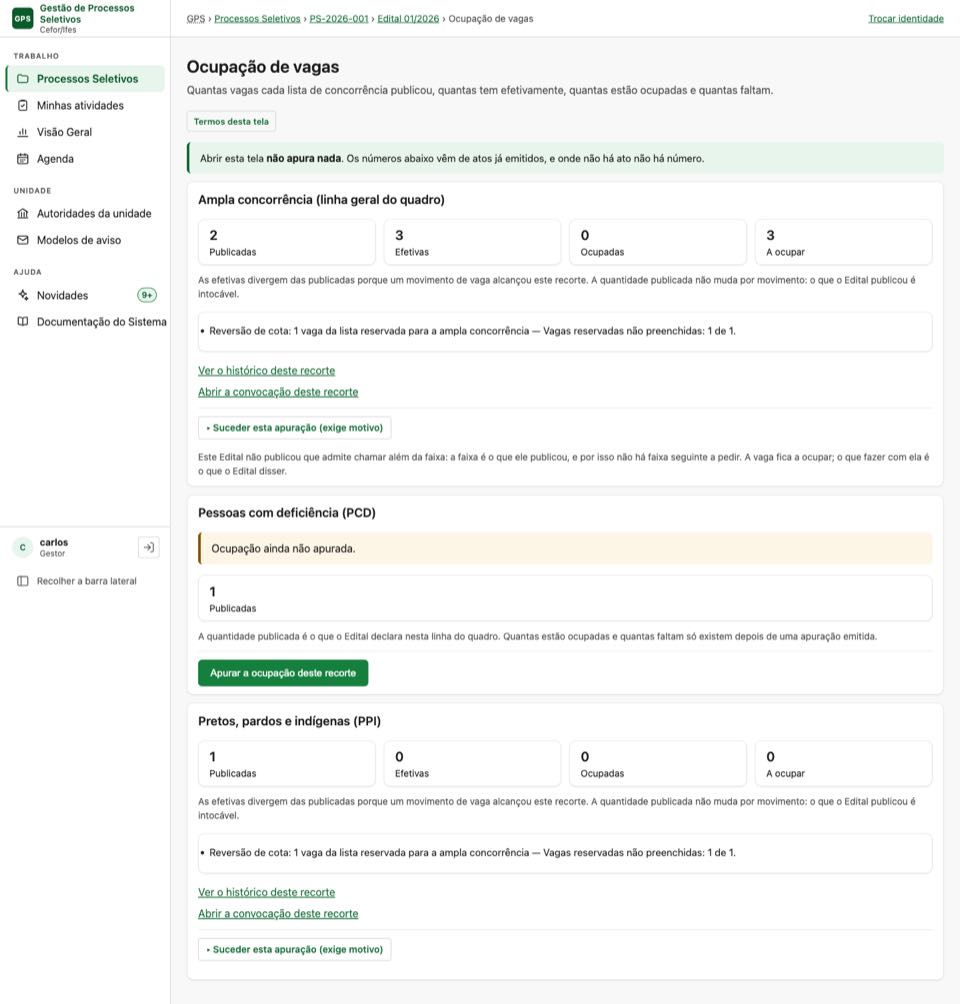 GPS
Gestão de Processos
Seletivos
Cefor/Ifes
GPS › Processos Seletivos › PS-2026-001 › Edital 01/2026 › Ocupação de vagas
Trocar identidade
TRABALHO
Processos Seletivos
Minhas atividades
Visão Geral
Agenda
UNIDADE
Autoridades da unidade
Modelos de aviso
AJUDA
Novidades
9+
Documentação do Sistema
C
carlos
Gestor
Recolher a barra lateral
Ocupação de vagas
Quantas vagas cada lista de concorrência publicou, quantas tem efetivamente, quantas estão ocupadas e quantas faltam.
Termos desta tela
Abrir esta tela não apura nada. Os números abaixo vêm de atos já emitidos, e onde não há ato não há número.
Ampla concorrência (linha geral do quadro)
2
Publicadas
3
Efetivas
0
Ocupadas
3
A ocupar
As efetivas divergem das publicadas porque um movimento de vaga alcançou este recorte. A quantidade publicada não muda por movimento: o que o Edital publicou é
intocável.
• Reversão de cota: 1 vaga da lista reservada para a ampla concorrência — Vagas reservadas não preenchidas: 1 de 1.
Ver o histórico deste recorte
Abrir a convocação deste recorte
Suceder esta apuração (exige motivo)
Este Edital não publicou que admite chamar além da faixa: a faixa é o que ele publicou, e por isso não há faixa seguinte a pedir. A vaga fica a ocupar; o que fazer com ela é
o que o Edital disser.
Pessoas com deficiência (PCD)
Ocupação ainda não apurada.
1
Publicadas
A quantidade publicada é o que o Edital declara nesta linha do quadro. Quantas estão ocupadas e quantas faltam só existem depois de uma apuração emitida.
Apurar a ocupação deste recorte
Pretos, pardos e indígenas (PPI)
1
Publicadas
0
Efetivas
0
Ocupadas
0
A ocupar
As efetivas divergem das publicadas porque um movimento de vaga alcançou este recorte. A quantidade publicada não muda por movimento: o que o Edital publicou é
intocável.
• Reversão de cota: 1 vaga da lista reservada para a ampla concorrência — Vagas reservadas não preenchidas: 1 de 1.
Ver o histórico deste recorte
Abrir a convocação deste recorte
Suceder esta apuração (exige motivo)